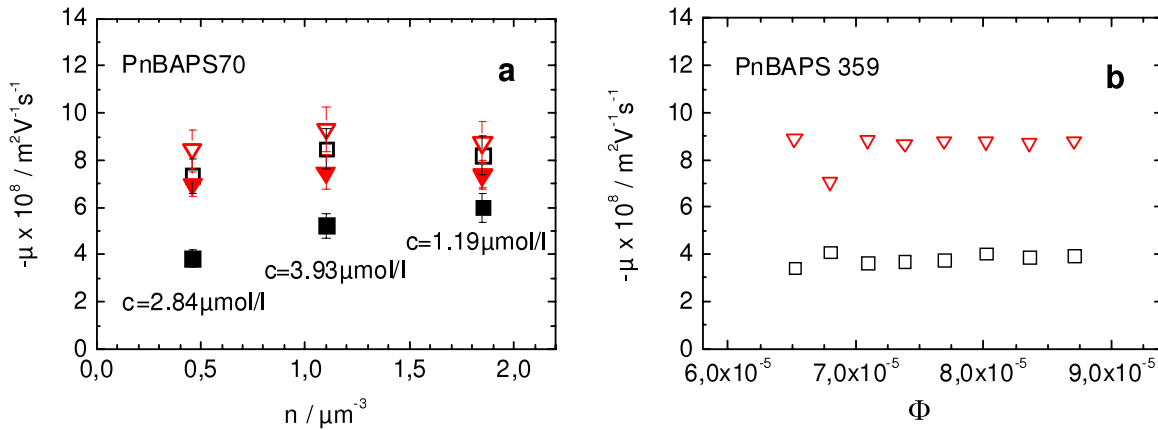 14
12
10
8
6
4
2
0
-µ x 10⁸ / m²V⁻¹s⁻¹
PnBAPS70
a
c=2.84µmol/l
c=3.93µmol/l
c=1.19µmol/l
0,0
0,5
1,0
1,5
2,0
n / µm⁻³
14
12
10
8
6
4
2
0
-µ x 10⁸ / m²V⁻¹s⁻¹
PnBAPS 359
b
6,0x10⁻⁵
7,0x10⁻⁵
8,0x10⁻⁵
9,0x10⁻⁵
Φ